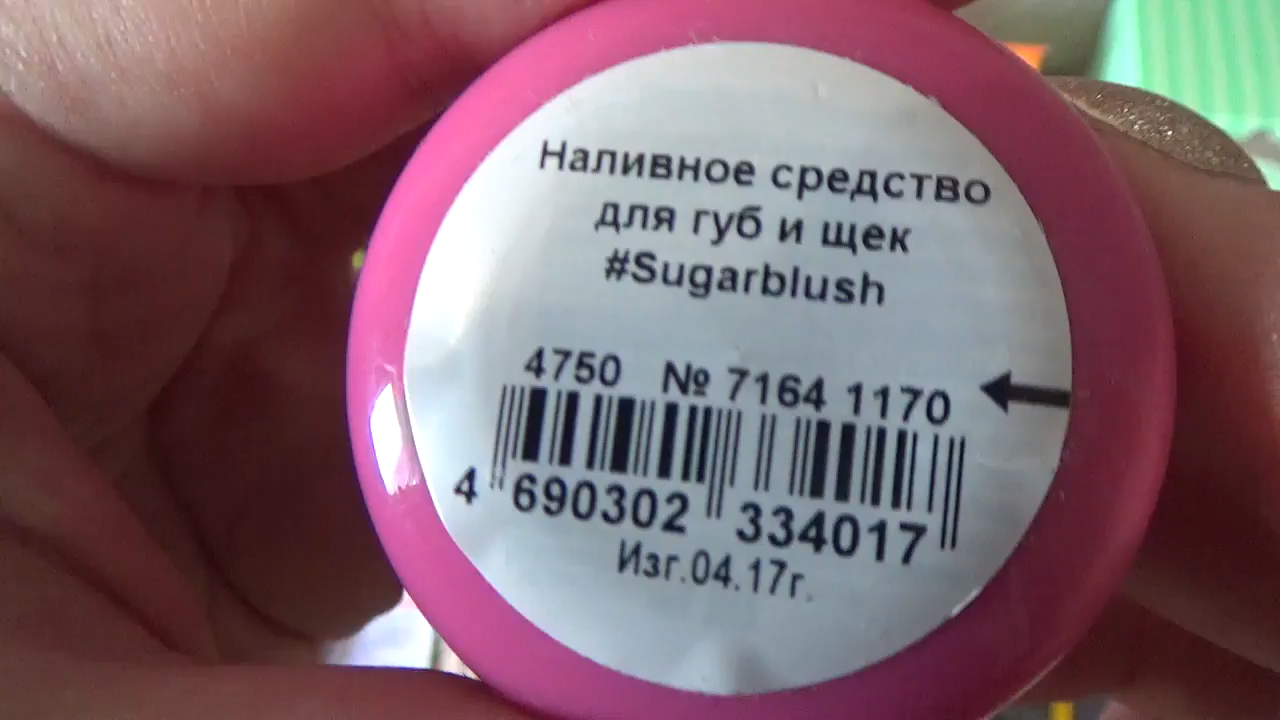 Наливное средство
для губ и щек
#Sugarblush
4750 № 7164 1170
4 690302 334017
Изг.04.17г.